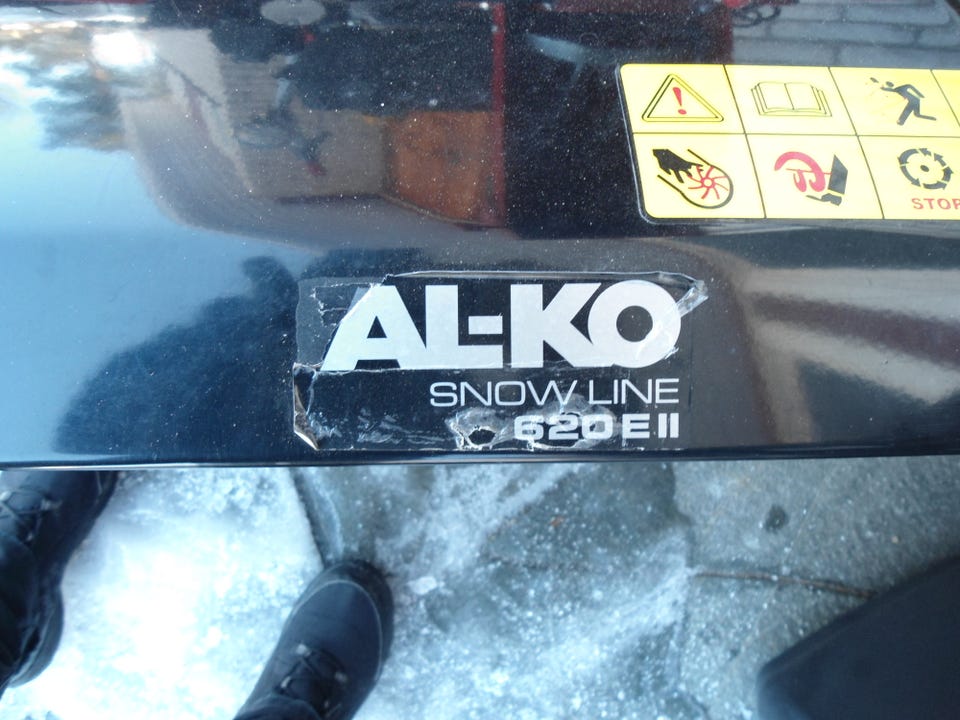 STOP
AL-KO
SNOW LINE
620 E II